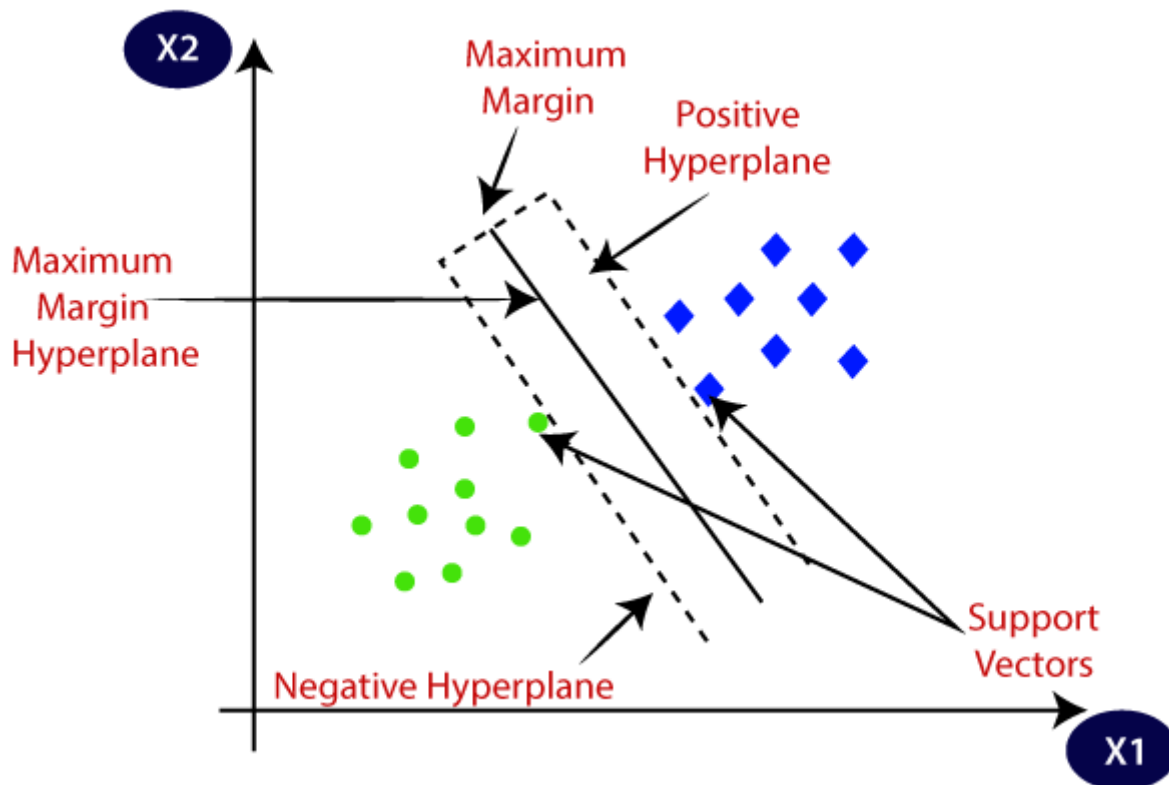 X2
Maximum
Margin
Positive
Hyperplane
Maximum
Margin
Hyperplane
Support
Vectors
Negative Hyperplane
X1